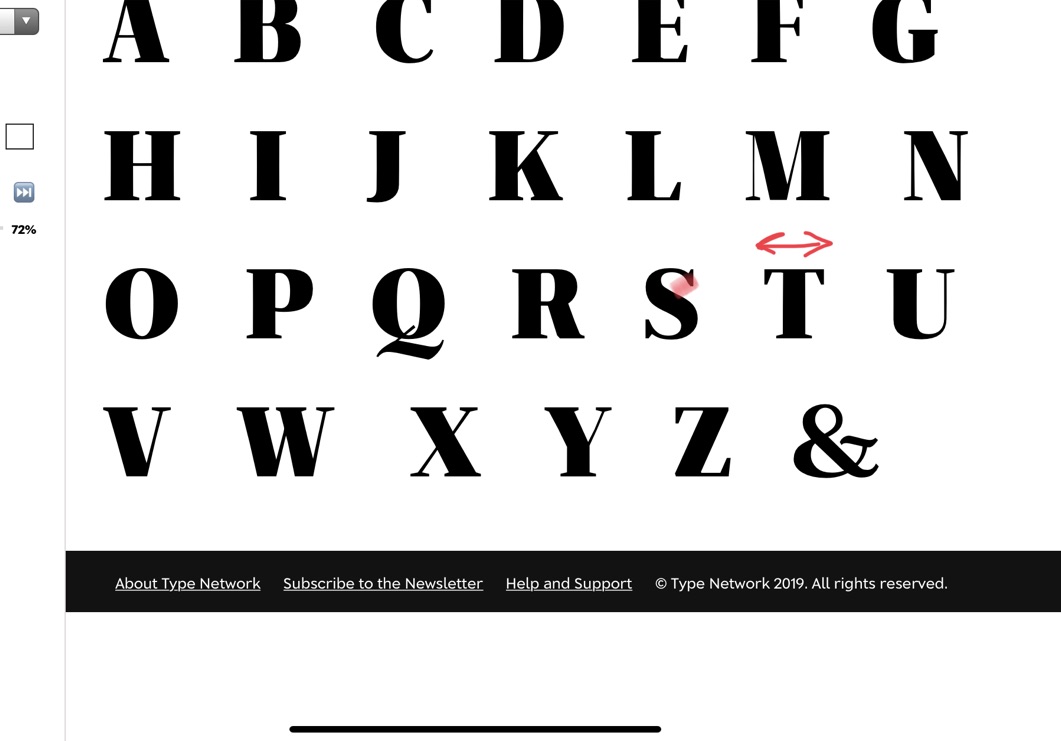 A B C D E F G
H I J K L M N
72%
O P Q R S T U
V W X Y Z &
About Type Network Subscribe to the Newsletter Help and Support © Type Network 2019. All rights reserved.